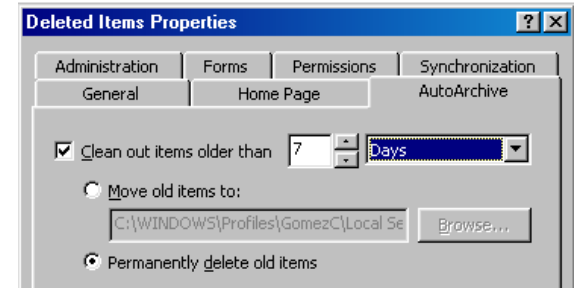 Deleted Items Properties
Administration Forms Permissions Synchronization
General Home Page AutoArchive
Clean out items older than 7 Days
Move old items to:
C:\WINDOWS\Profiles\GomezC\Local Se Browse...
Permanently delete old items